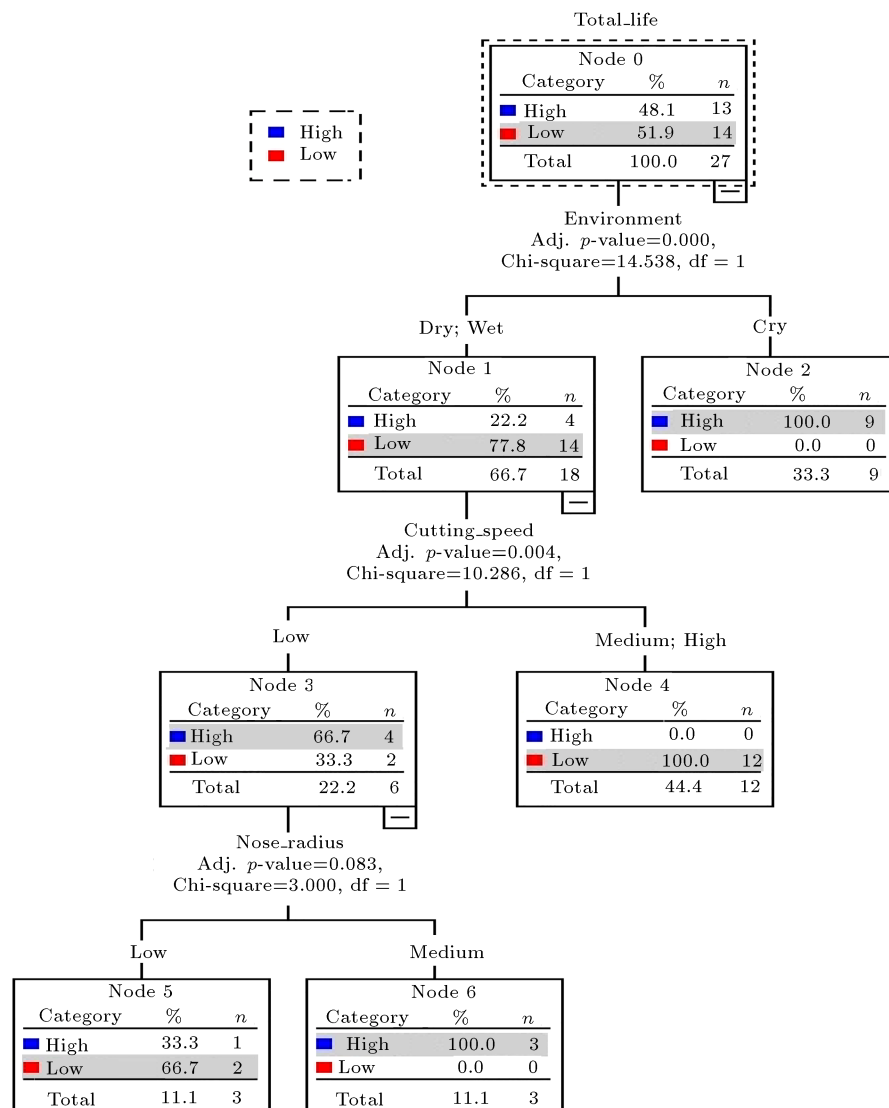 Total_life
High
Low
Node 0
Category % n
High 48.1 13
Low 51.9 14
Total 100.0 27
Environment
Adj. p-value=0.000,
Chi-square=14.538, df = 1
Dry; Wet
Cry
Node 1
Category % n
High 22.2 4
Low 77.8 14
Total 66.7 18
Node 2
Category % n
High 100.0 9
Low 0.0 0
Total 33.3 9
Cutting_speed
Adj. p-value=0.004,
Chi-square=10.286, df = 1
Low
Medium; High
Node 3
Category % n
High 66.7 4
Low 33.3 2
Total 22.2 6
Node 4
Category % n
High 0.0 0
Low 100.0 12
Total 44.4 12
Nose_radius
Adj. p-value=0.083,
Chi-square=3.000, df = 1
Low
Medium
Node 5
Category % n
High 33.3 1
Low 66.7 2
Total 11.1 3
Node 6
Category % n
High 100.0 3
Low 0.0 0
Total 11.1 3